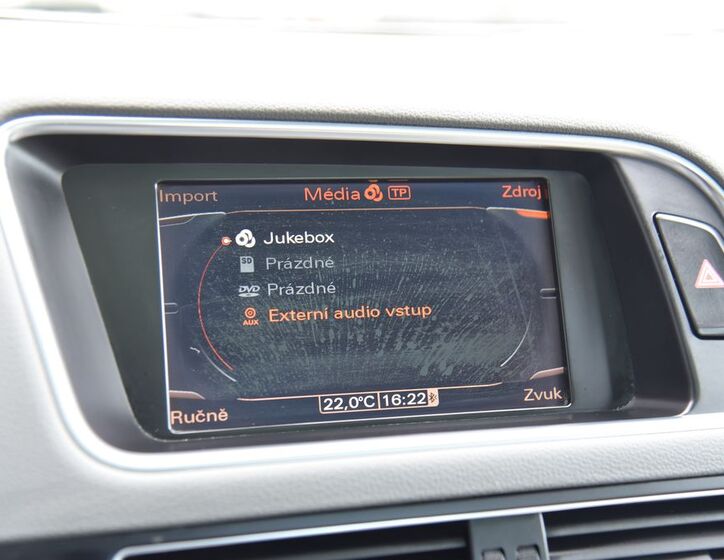 Import Média TP Zdroj
Jukebox
SD Prázdné
DVD Prázdné
AUX Externí audio vstup
Ručně 22,0°C 16:22 Zvuk